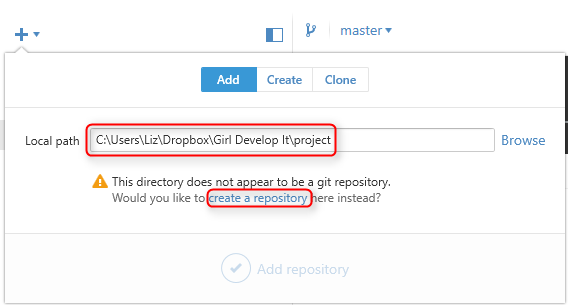 master
Add Create Clone
Local path C:\Users\Liz\Dropbox\Girl Develop It\project Browse
This directory does not appear to be a git repository.
Would you like to create a repository here instead?
Add repository